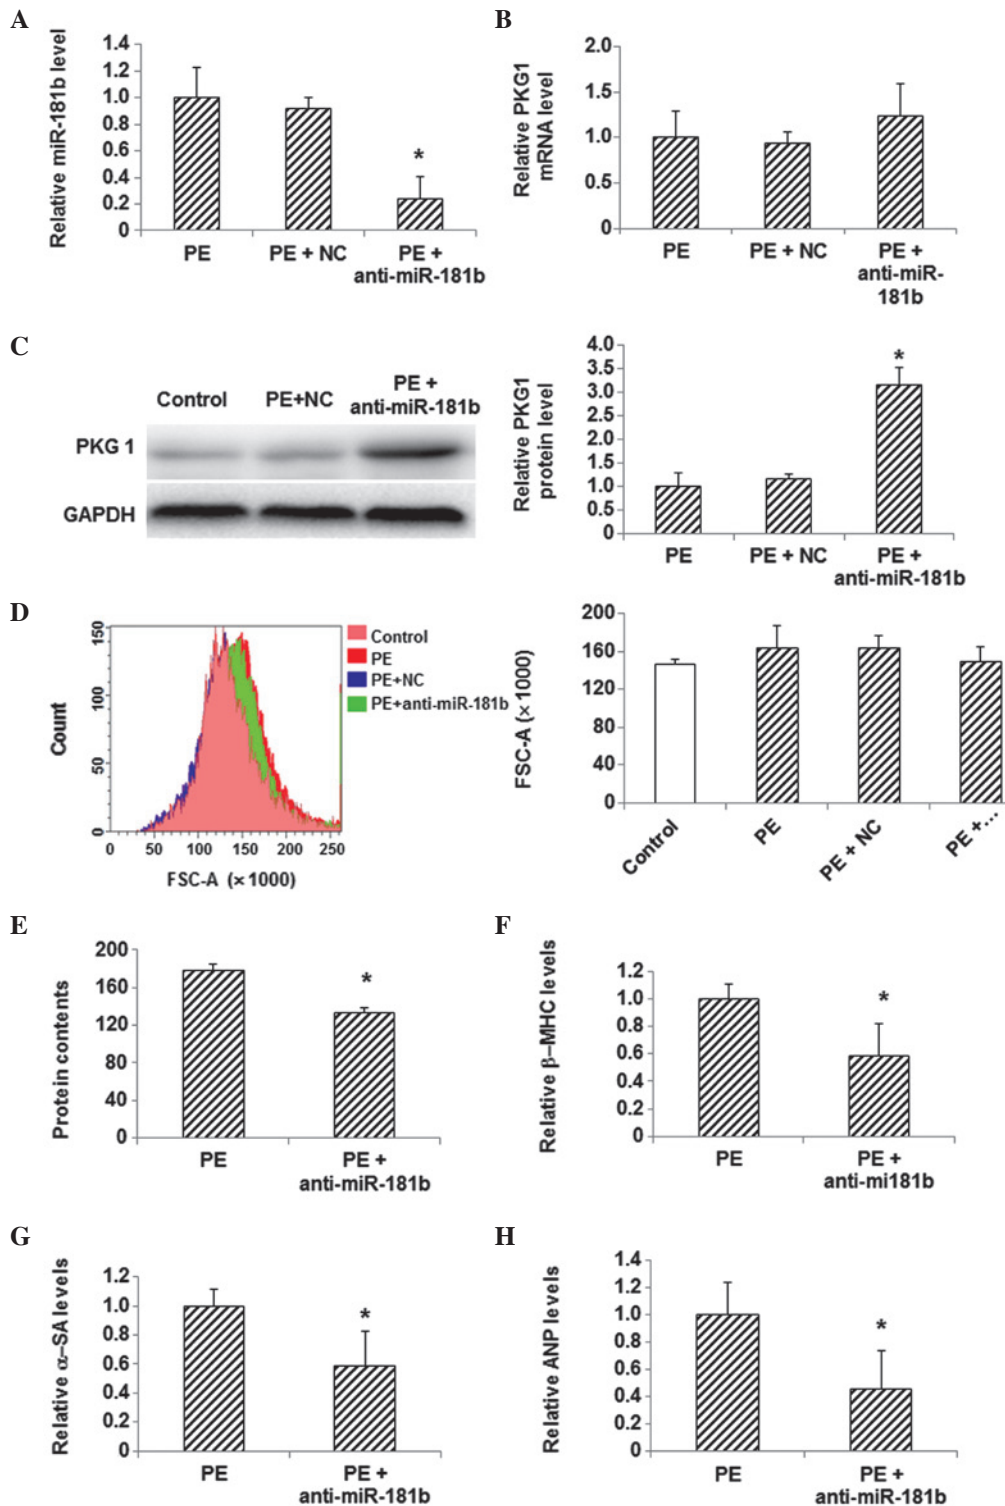 A
Relative miR-181b level
1.4
1.2
1.0
0.8
0.6
0.4
0.2
0
*
PE
PE + NC
PE +
anti-miR-181b
B
Relative PKG1
mRNA level
2.0
1.5
1.0
0.5
0
PE
PE + NC
PE +
anti-miR-
181b
C
Control
PE+NC
PE +
anti-miR-181b
PKG 1
GAPDH
Relative PKG1
protein level
4.0
3.5
3.0
2.5
2.0
1.5
1.0
0.5
0
*
PE
PE + NC
PE +
anti-miR-181b
D
Count
150
100
50
0
0 50 100 150 200 250
FSC-A (× 1000)
Control
PE
PE+NC
PE+anti-miR-181b
FSC-A (× 1000)
200
160
120
80
40
0
Control
PE
PE + NC
PE +...
E
Protein contents
200
160
120
80
40
0
*
PE
PE +
anti-miR-181b
F
Relative β–MHC levels
1.2
1.0
0.8
0.6
0.4
0.2
0
*
PE
PE +
anti-mi181b
G
Relative α–SA levels
1.2
1.0
0.8
0.6
0.4
0.2
0
*
PE
PE +
anti-miR-181b
H
Relative ANP levels
1.4
1.2
1.0
0.8
0.6
0.4
0.2
0
*
PE
PE +
anti-miR-181b